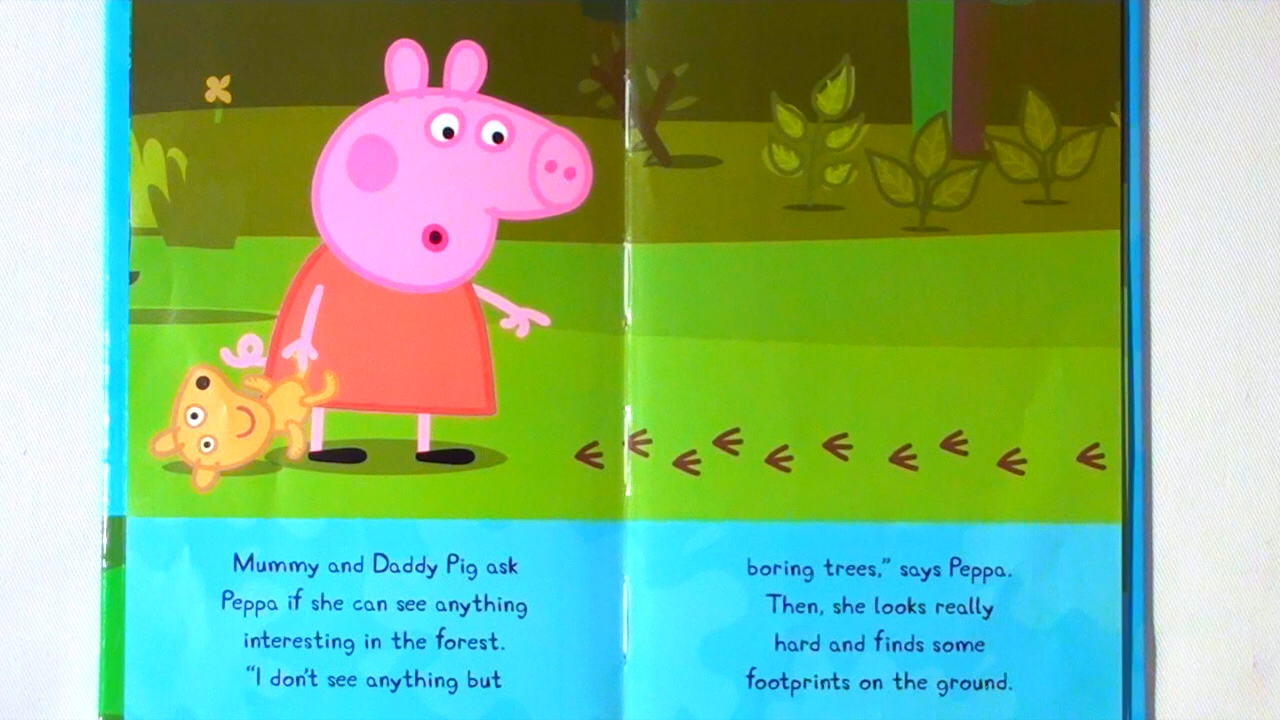 Mummy and Daddy Pig ask
Peppa if she can see anything
interesting in the forest.
“I don't see anything but
boring trees,” says Peppa.
Then, she looks really
hard and finds some
footprints on the ground.